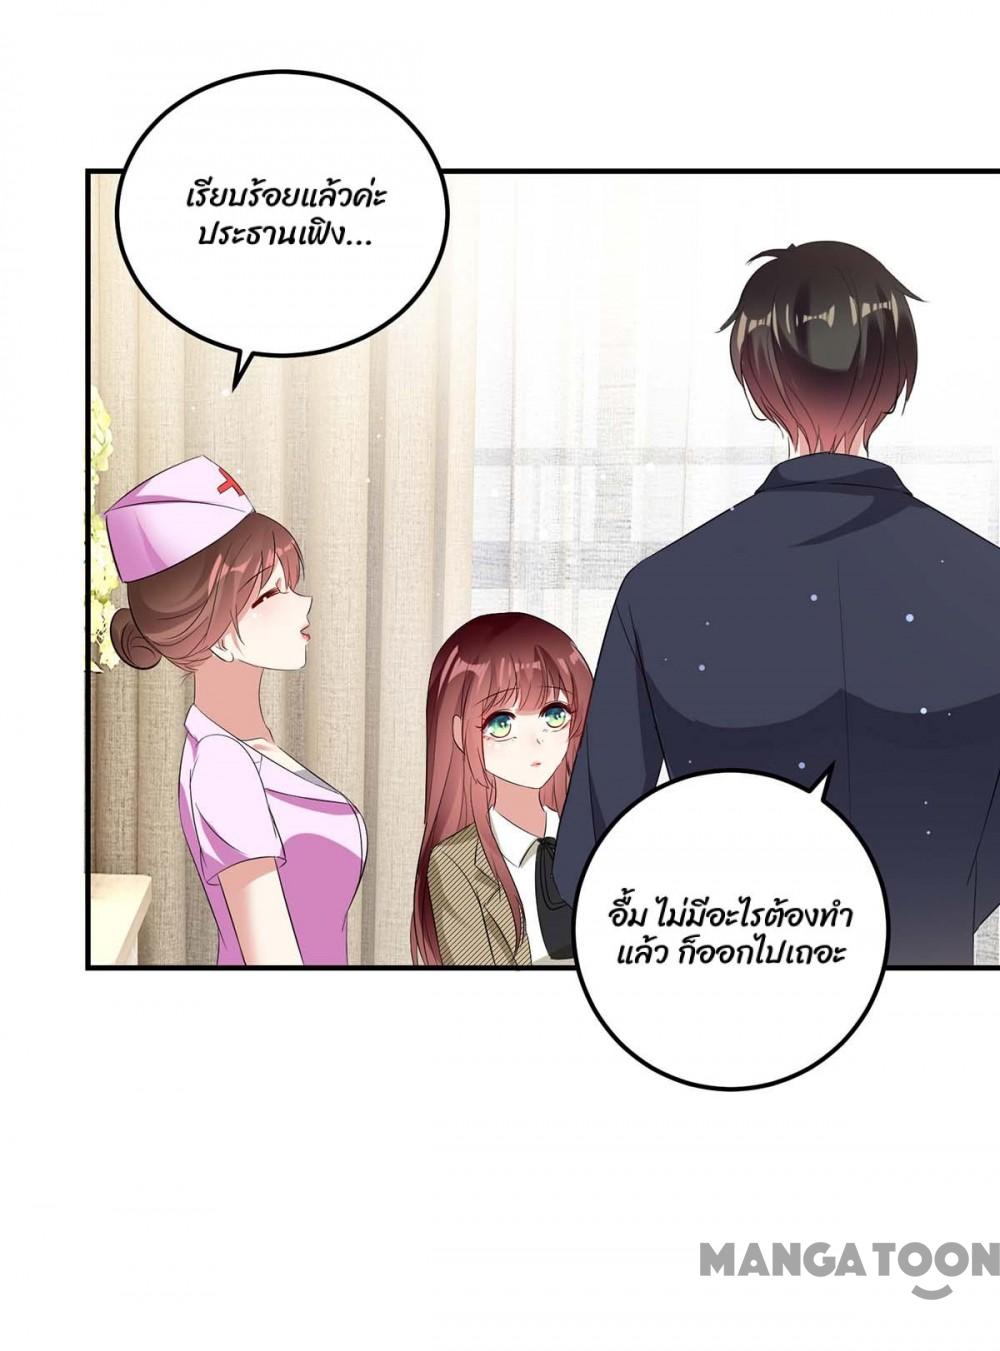 เรียบร้อยแล้วค่ะ
ประธานเฟิง...
อื้ม ไม่มีอะไรต้องทำ
แล้ว ก็ออกไปเถอะ
MANGATOON